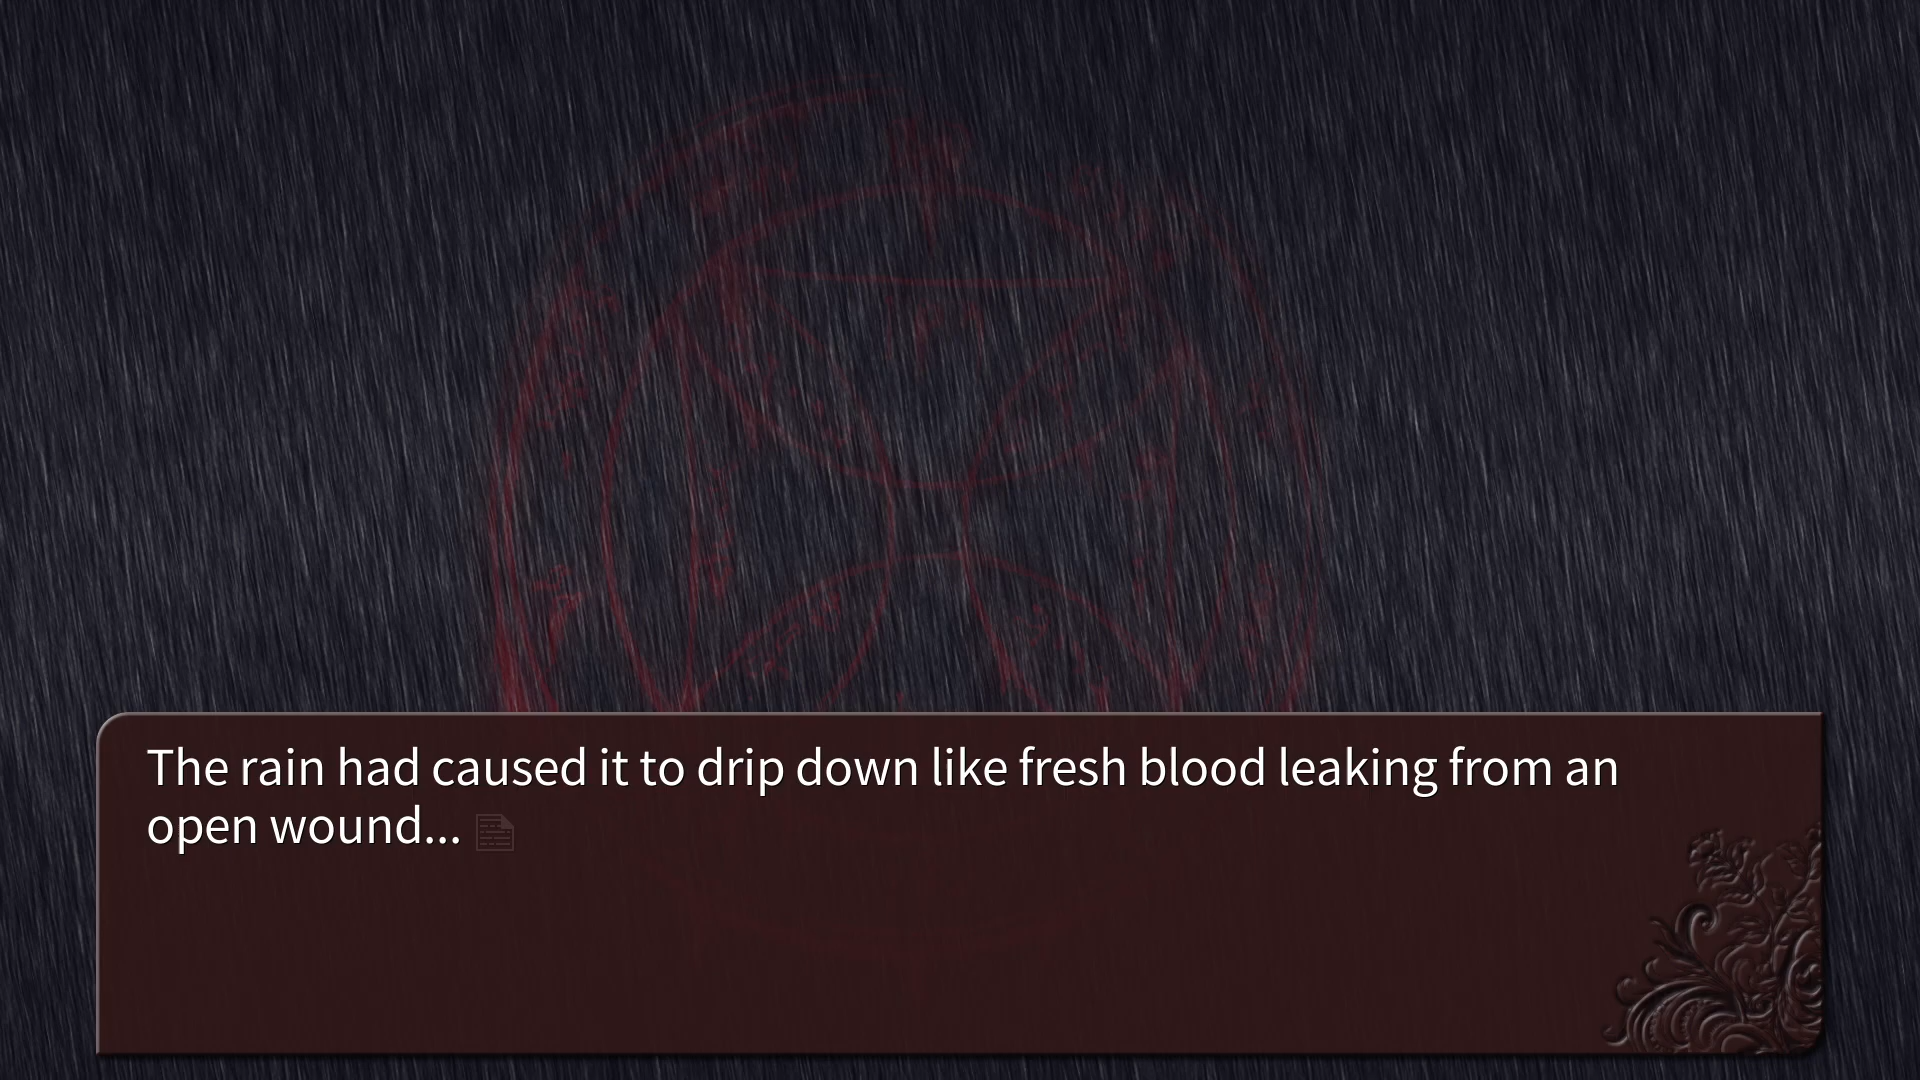 The rain had caused it to drip down like fresh blood leaking from an
open wound...